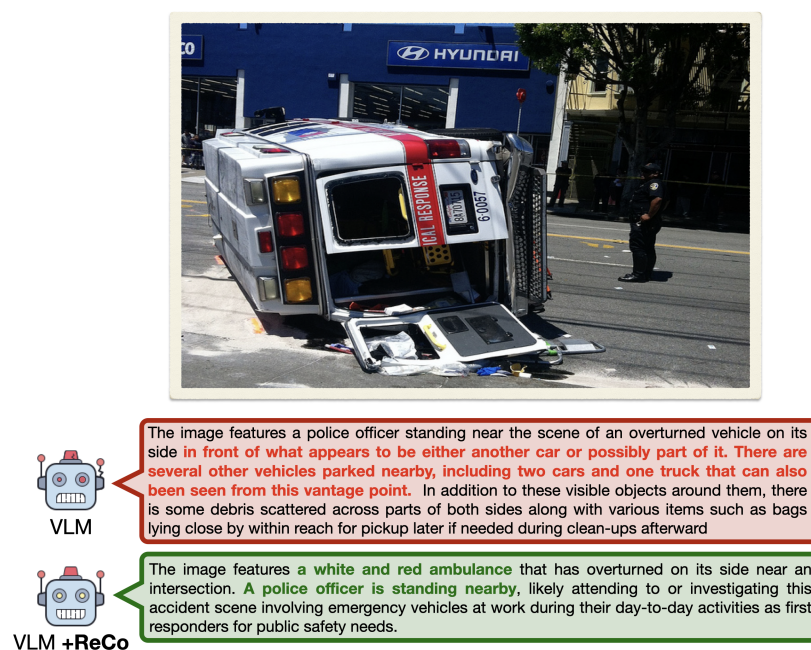 CO
HYUNDAI
ICAL RESPONSE
6·0057
The image features a police officer standing near the scene of an overturned vehicle on its
side in front of what appears to be either another car or possibly part of it. There are
several other vehicles parked nearby, including two cars and one truck that can also
been seen from this vantage point. In addition to these visible objects around them, there
is some debris scattered across parts of both sides along with various items such as bags
lying close by within reach for pickup later if needed during clean-ups afterward
VLM
The image features a white and red ambulance that has overturned on its side near an
intersection. A police officer is standing nearby, likely attending to or investigating this
accident scene involving emergency vehicles at work during their day-to-day activities as first
responders for public safety needs.
VLM +ReCo